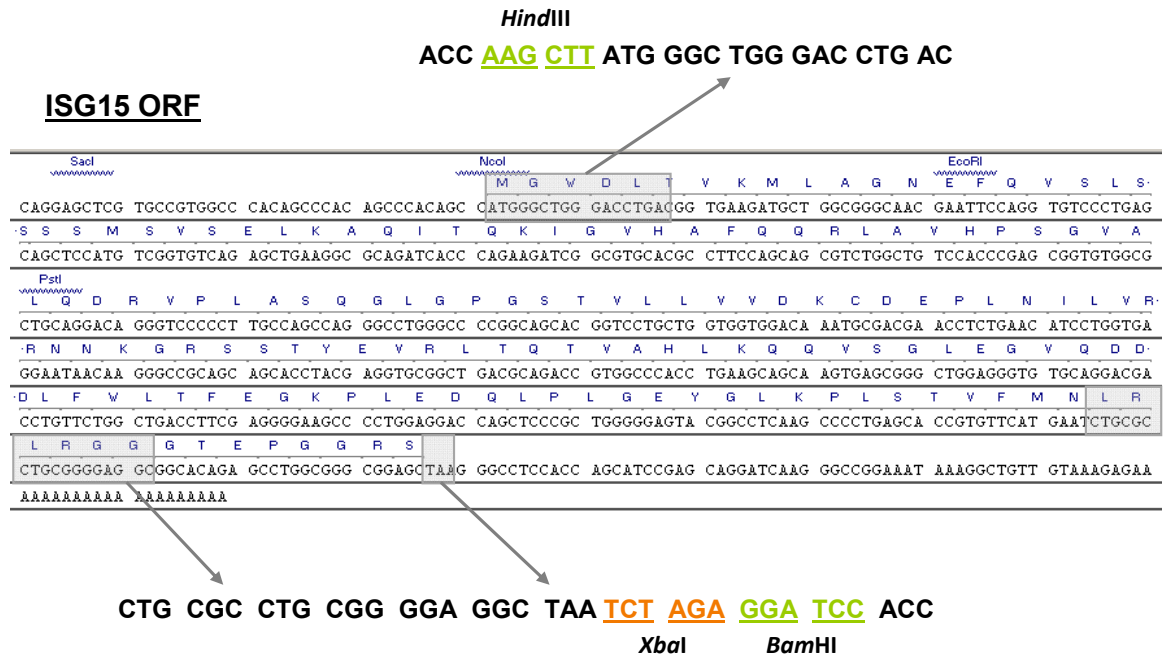 HindIII
ACC AAG CTT ATG GGC TGG GAC CTG AC
ISG15 ORF
SacI NcoI EcoRI
M G W D L T V K M L A G N E F Q V S L S·
CAGGAGCTCG TGCCGTGGCC CACAGCCCAC AGCCCACAGC CATGGGCTGG GACCTGACGG TGAAGATGCT GGCGGGCAAC GAATTCCAGG TGTCCCTGAG
·S S S M S V S E L K A Q I T Q K I G V H A F Q Q R L A V H P S G V A
CAGCTCCATG TCGGTGTCAG AGCTGAAGGC GCAGATCACC CAGAAGATCG GCGTGCACGC CTTCCAGCAG CGTCTGGCTG TCCACCCGAG CGGTGTGGCG
PstI
L Q D R V P L A S Q G L G P G S T V L L V V D K C D E P L N I L V R·
CTGCAGGACA GGGTCCCCCT TGCCAGCCAG GGCCTGGGCC CCGGCAGCAC GGTCCTGCTG GTGGTGGACA AATGCGACGA ACCTCTGAAC ATCCTGGTGA
·R N N K G R S S T Y E V R L T Q T V A H L K Q Q V S G L E G V Q D D·
GGAATAACAA GGGCCGCAGC AGCACCTACG AGGTGCGGCT GACGCAGACC GTGGCCCACC TGAAGCAGCA AGTGAGCGGG CTGGAGGGTG TGCAGGACGA
·D L F W L T F E G K P L E D Q L P L G E Y G L K P L S T V F M N L R
CCTGTTCTGG CTGACCTTCG AGGGGAAGCC CCTGGAGGAC CAGCTCCCGC TGGGGGAGTA CGGCCTCAAG CCCCTGAGCA CCGTGTTCAT GAATCTGCGC
L R G G G T E P G G R S
CTGCGGGGAG GCGGCACAGA GCCTGGCGGG CGGAGCTAAG GGCCTCCACC AGCATCCGAG CAGGATCAAG GGCCGGAAAT AAAGGCTGTT GTAAAGAGAA
AAAAAAAAAA AAAAAAAAA
CTG CGC CTG CGG GGA GGC TAA TCT AGA GGA TCC ACC
XbaI BamHI